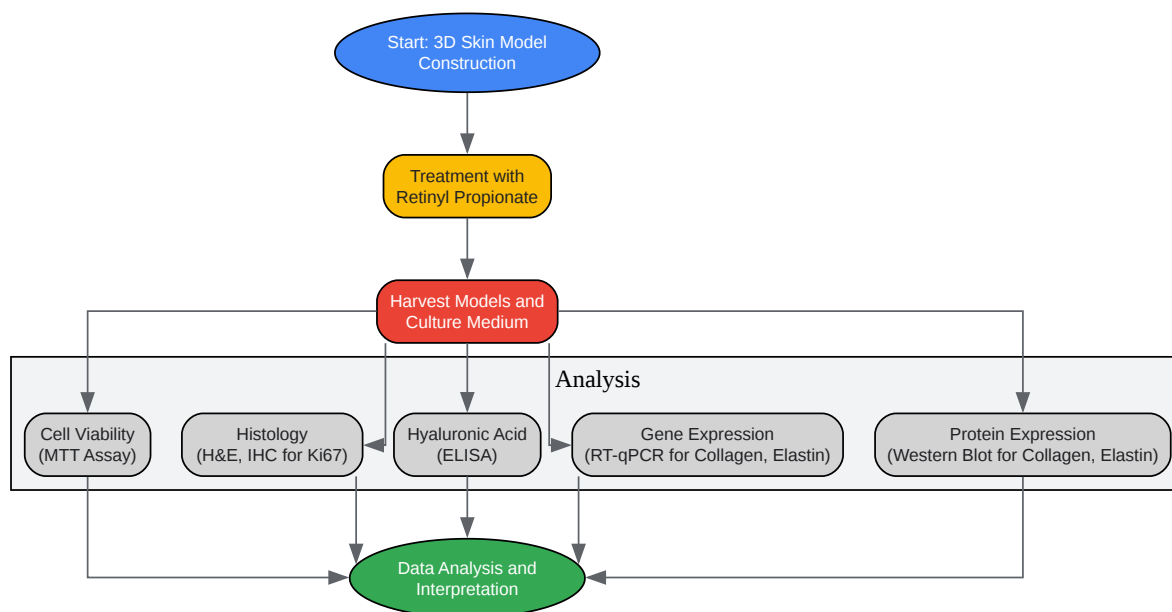 Start: 3D Skin Model
Construction
Treatment with
Retinyl Propionate
Harvest Models and
Culture Medium
Analysis
Cell Viability
(MTT Assay)
Histology
(H&E, IHC for Ki67)
Hyaluronic Acid
(ELISA)
Gene Expression
(RT-qPCR for Collagen, Elastin)
Protein Expression
(Western Blot for Collagen, Elastin)
Data Analysis and
Interpretation